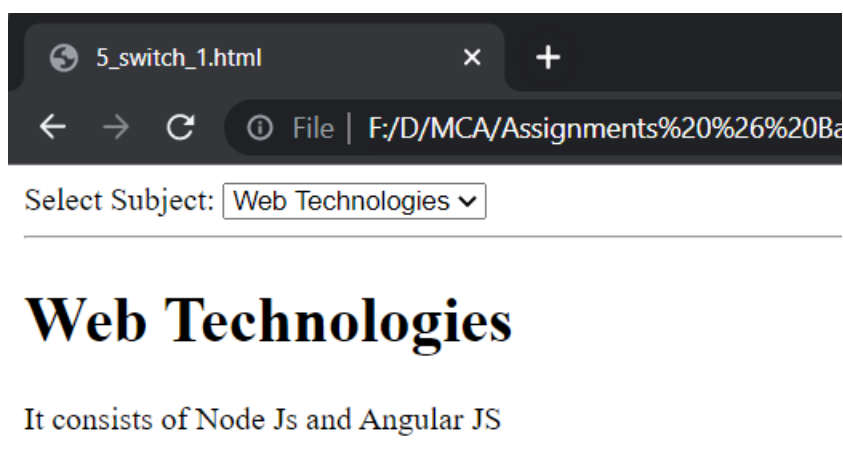 5_switch_1.html
File | F:/D/MCA/Assignments%20%26%20Ba
Select Subject: Web Technologies
Web Technologies
It consists of Node Js and Angular JS